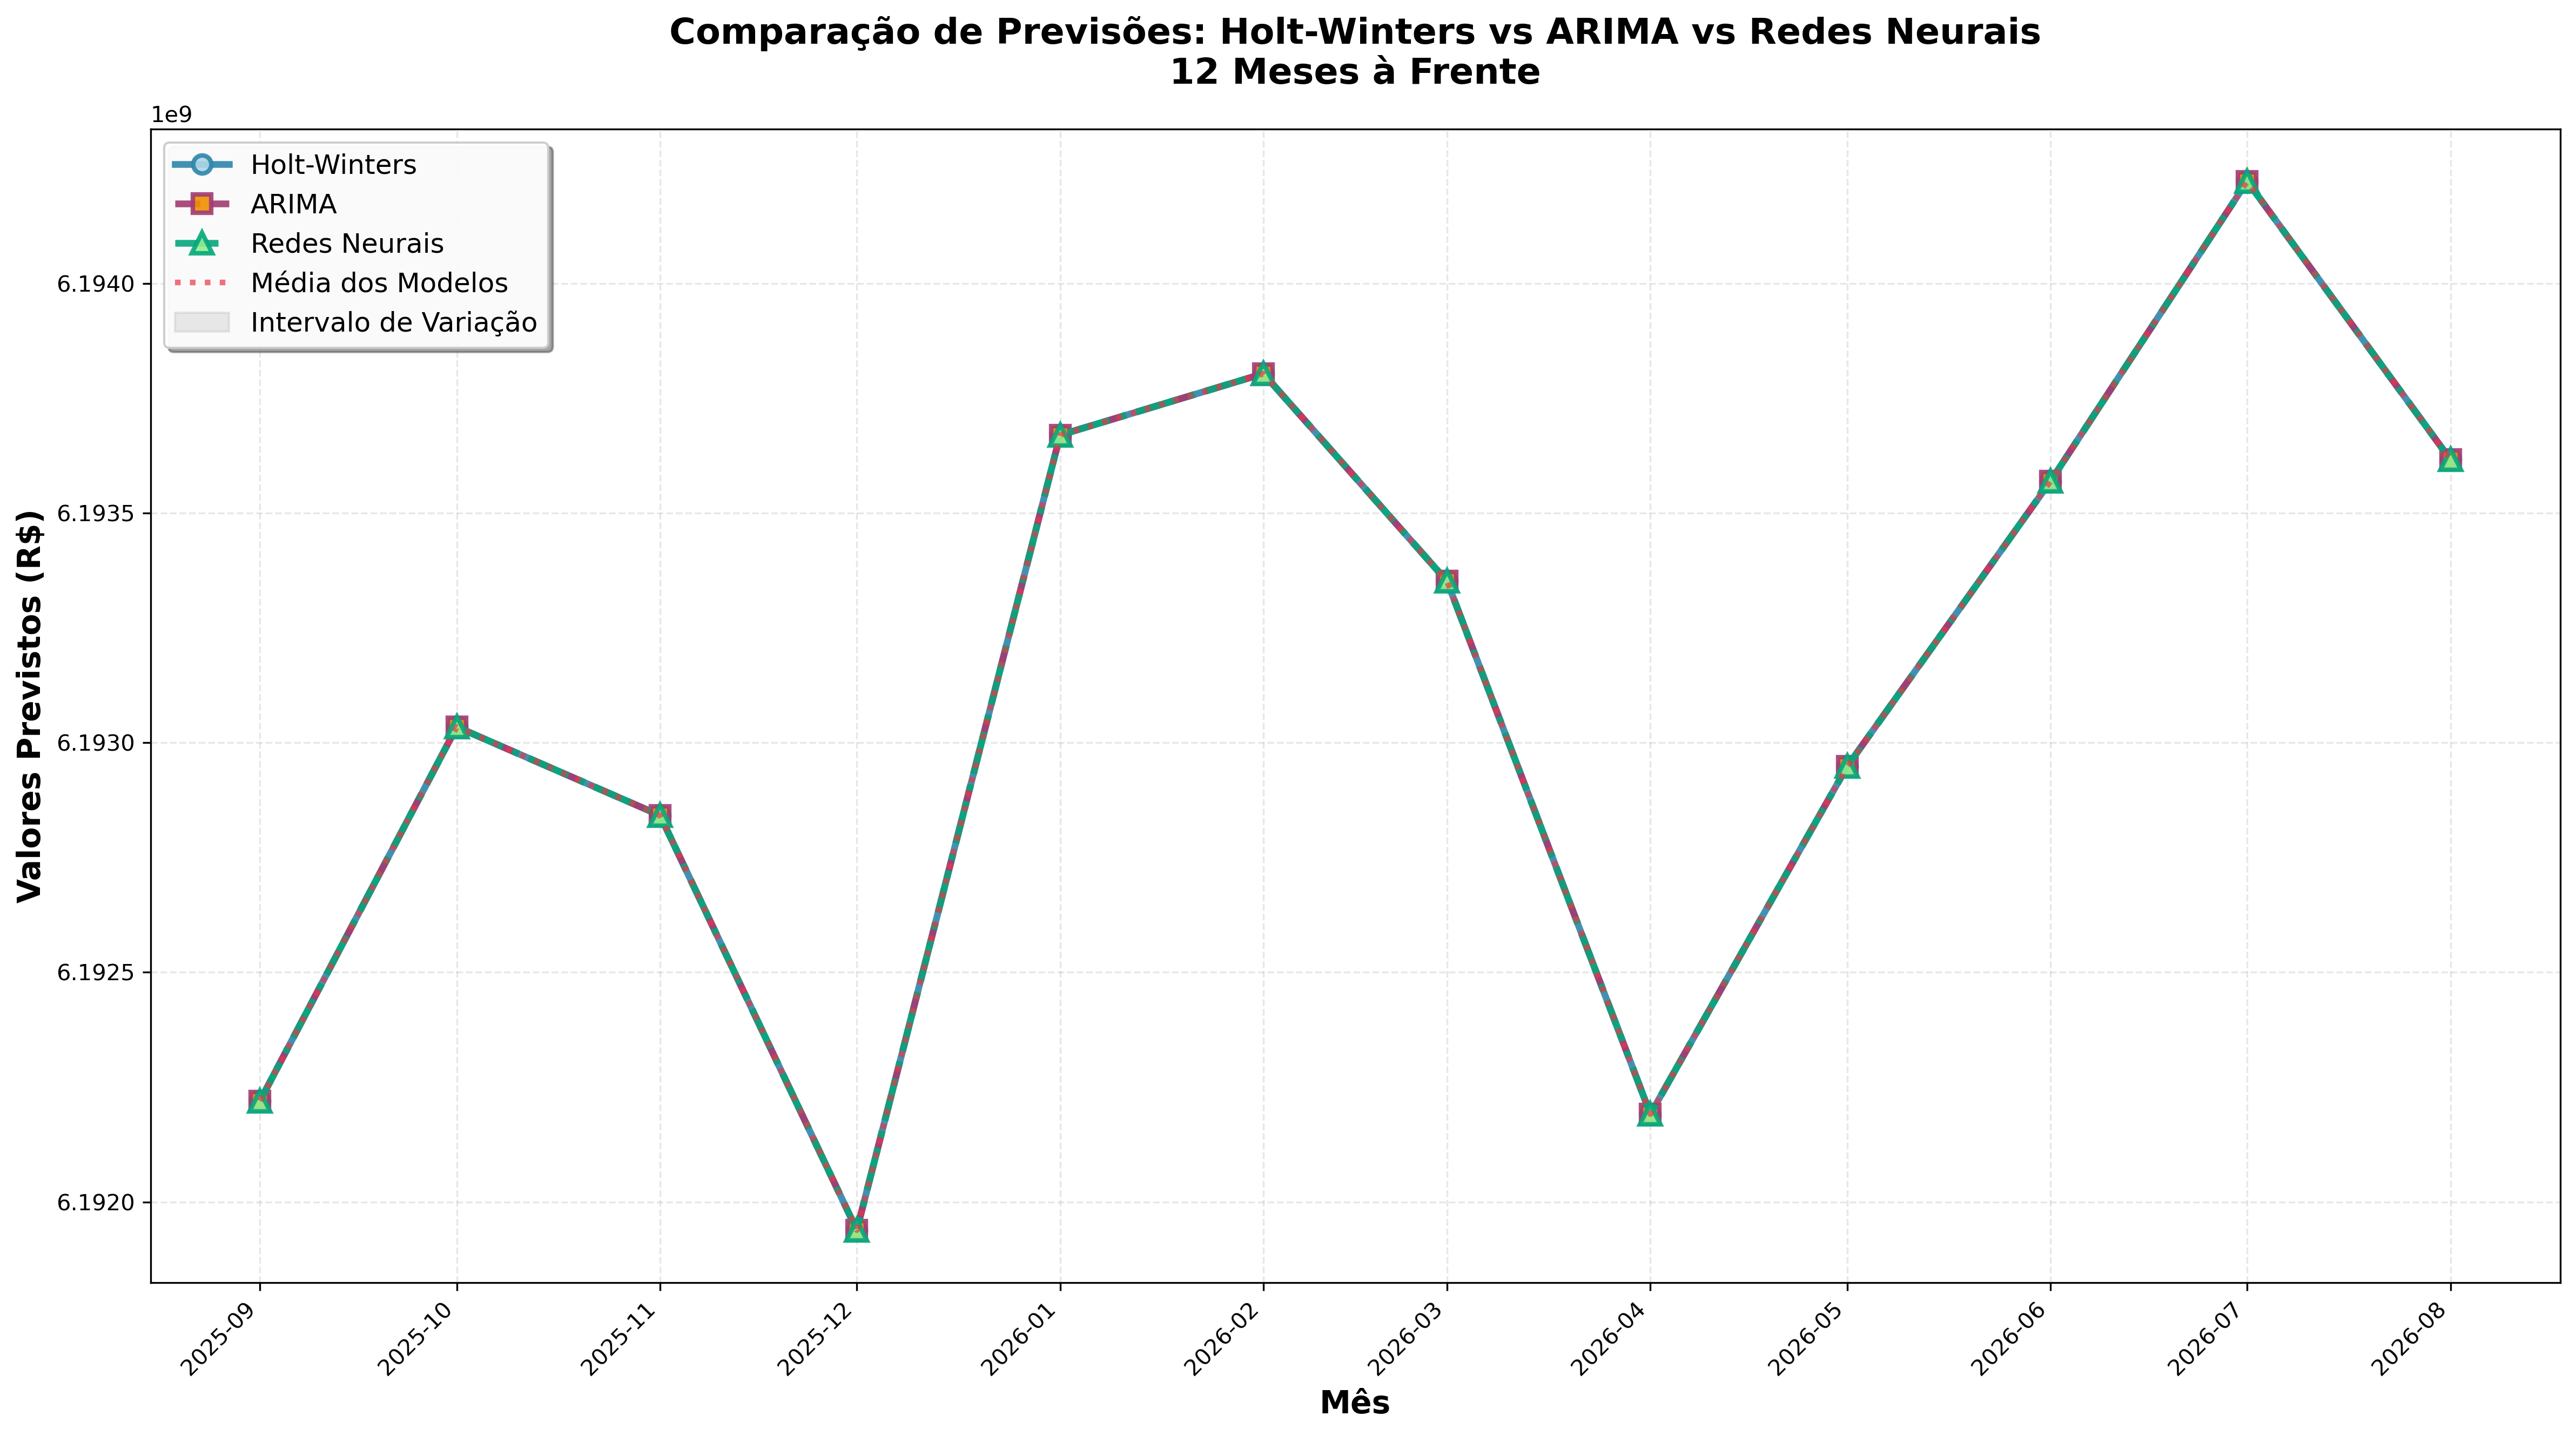 Comparação de Previsões: Holt-Winters vs ARIMA vs Redes Neurais
12 Meses à Frente
1e9
Holt-Winters
ARIMA
Redes Neurais
Média dos Modelos
Intervalo de Variação
6.1940
6.1935
6.1930
6.1925
6.1920
Valores Previstos (R$)
2025-09
2025-10
2025-11
2025-12
2026-01
2026-02
2026-03
2026-04
2026-05
2026-06
2026-07
2026-08
Mês